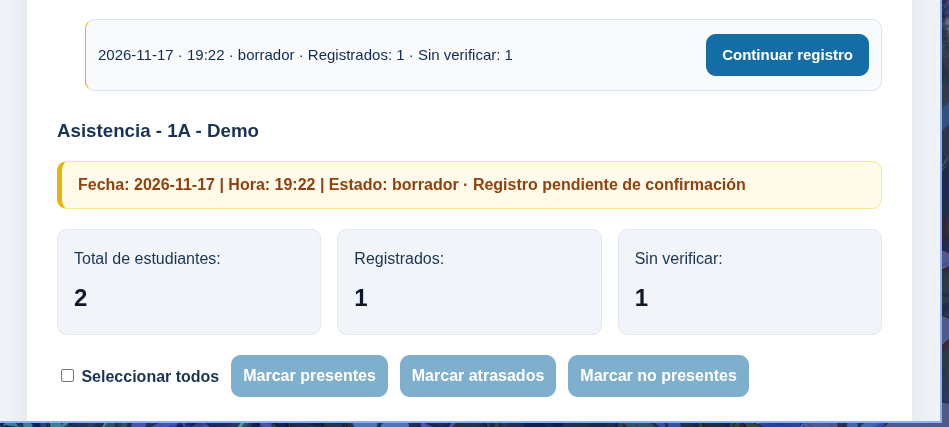 2026-11-17 · 19:22 · borrador · Registrados: 1 · Sin verificar: 1
Continuar registro
Asistencia - 1A - Demo
Fecha: 2026-11-17 | Hora: 19:22 | Estado: borrador · Registro pendiente de confirmación
Total de estudiantes:
2
Registrados:
1
Sin verificar:
1
Seleccionar todos
Marcar presentes
Marcar atrasados
Marcar no presentes